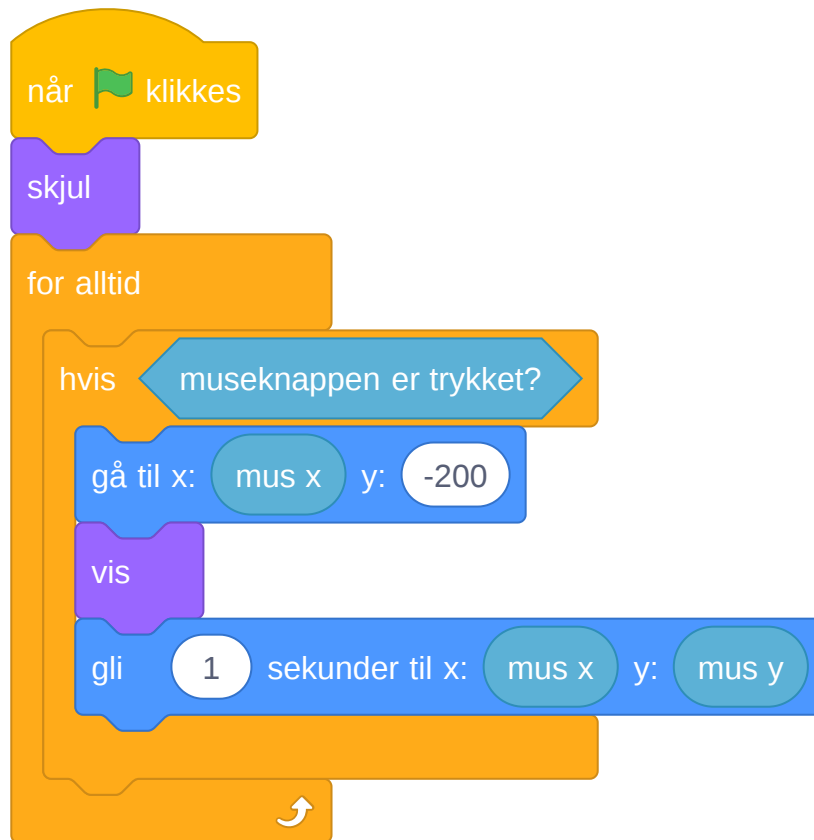 når klikkes
skjul
for alltid
hvis museknappen er trykket?
gå til x: mus x y: -200
vis
gli 1 sekunder til x: mus x y: mus y